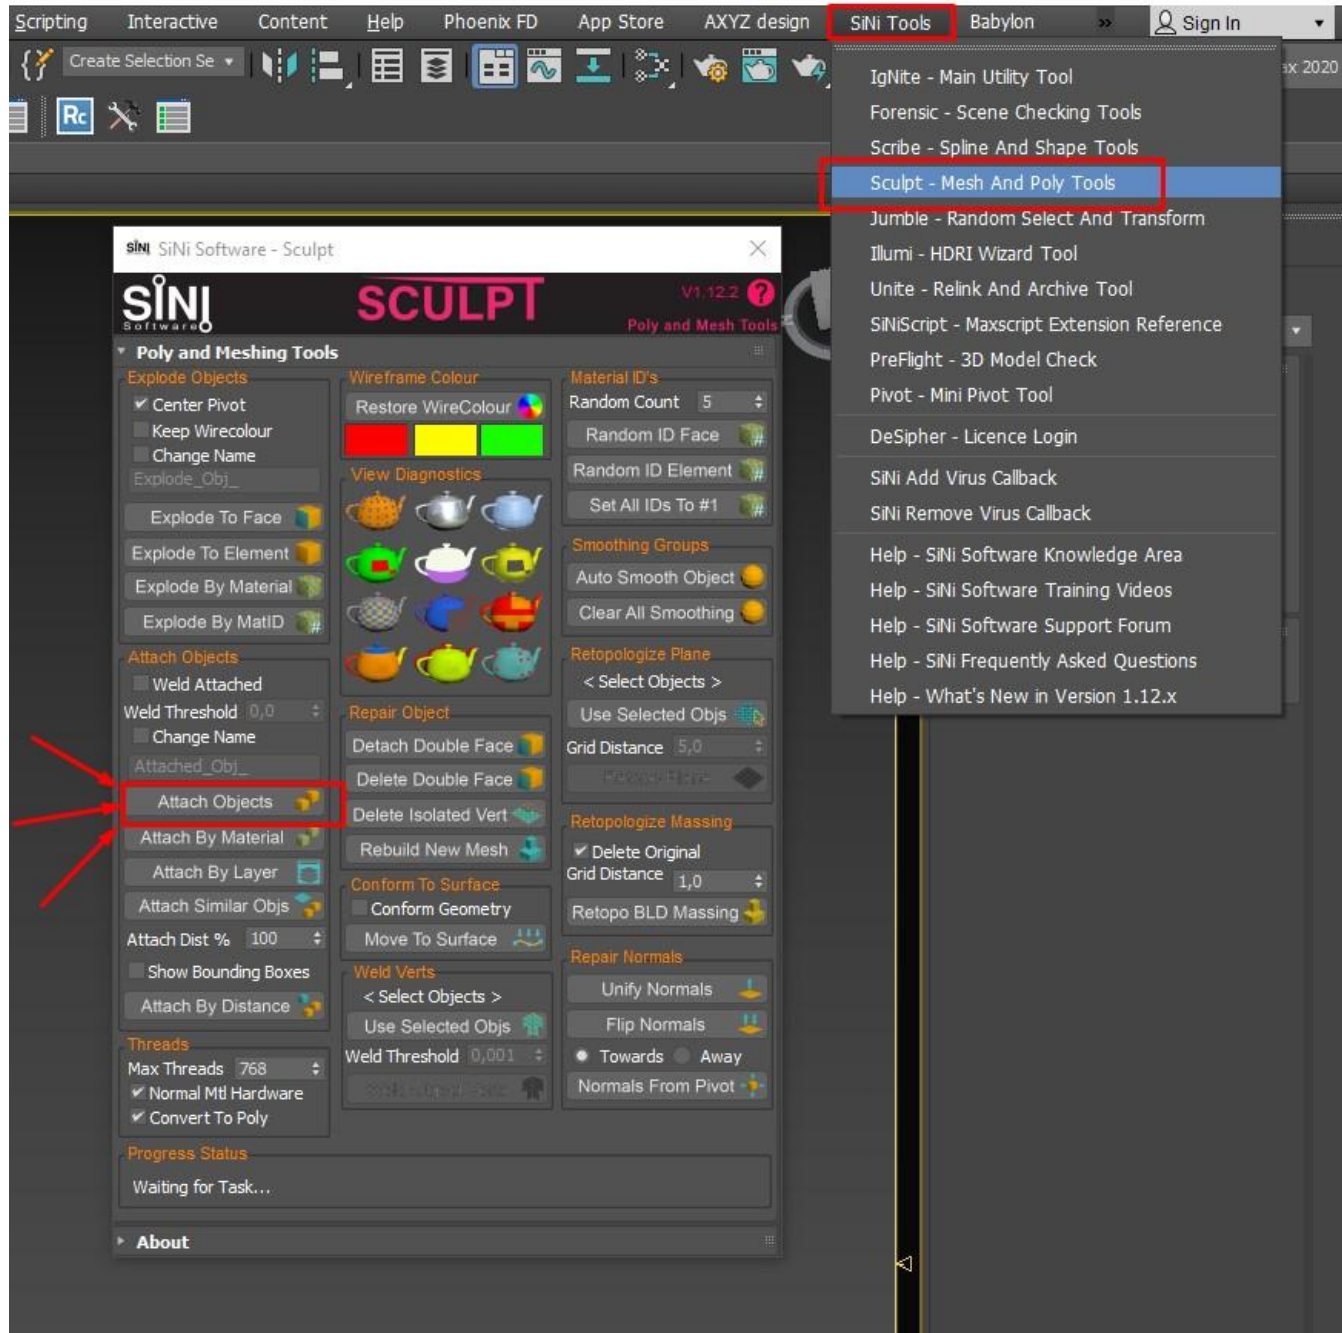 Scripting Interactive Content Help Phoenix FD App Store AXYZ design SiNi Tools Babylon » Sign In
Create Selection Se
ax 2020
Rc
IgNite - Main Utility Tool
Forensic - Scene Checking Tools
Scribe - Spline And Shape Tools
Sculpt - Mesh And Poly Tools
Jumble - Random Select And Transform
Illumi - HDRI Wizard Tool
Unite - Relink And Archive Tool
SiNiScript - Maxscript Extension Reference
PreFlight - 3D Model Check
Pivot - Mini Pivot Tool
DeSipher - Licence Login
SiNi Add Virus Callback
SiNi Remove Virus Callback
Help - SiNi Software Knowledge Area
Help - SiNi Software Training Videos
Help - SiNi Software Support Forum
Help - SiNi Frequently Asked Questions
Help - What's New in Version 1.12.x
SiNi SiNi Software - Sculpt
SiNi
Software
SCULPT
V1.12.2 ?
Poly and Mesh Tools
Poly and Meshing Tools
Explode Objects
Center Pivot
Keep Wirecolour
Change Name
Explode_Obj_
Explode To Face
Explode To Element
Explode By Material
Explode By MatID
Attach Objects
Weld Attached
Weld Threshold 0,0
Change Name
Attached_Obj_
Attach Objects
Attach By Material
Attach By Layer
Attach Similar Objs
Attach Dist % 100
Show Bounding Boxes
Attach By Distance
Threads
Max Threads 768
Normal Mtl Hardware
Convert To Poly
Wireframe Colour
Restore WireColour
View Diagnostics
Repair Object
Detach Double Face
Delete Double Face
Delete Isolated Vert
Rebuild New Mesh
Conform To Surface
Conform Geometry
Move To Surface
Weld Verts
< Select Objects >
Use Selected Objs
Weld Threshold 0,001
Material ID's
Random Count 5
Random ID Face
Random ID Element
Set All IDs To #1
Smoothing Groups
Auto Smooth Object
Clear All Smoothing
Retopologize Plane
< Select Objects >
Use Selected Objs
Grid Distance 5,0
Retopologize Massing
Delete Original
Grid Distance 1,0
Retopo BLD Massing
Repair Normals
Unify Normals
Flip Normals
Towards Away
Normals From Pivot
Progress Status
Waiting for Task...
About